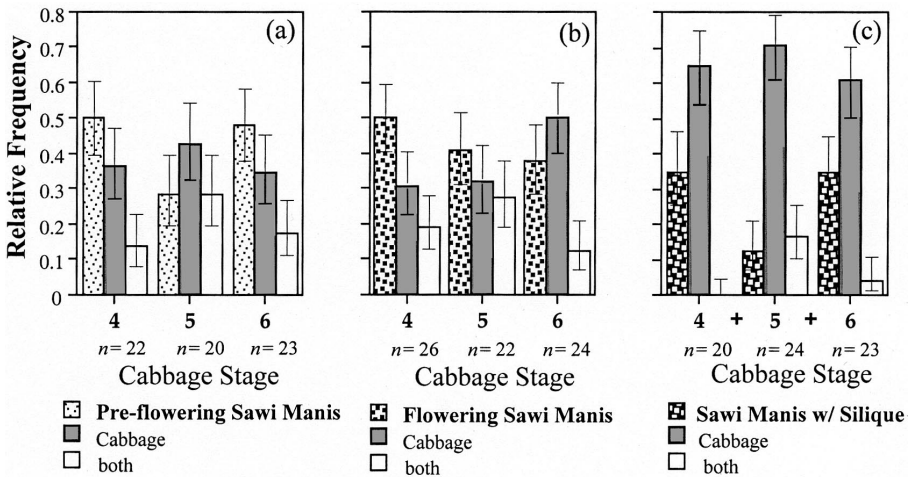 (a)
(b)
(c)
Relative Frequency
0.8
0.7
0.6
0.5
0.4
0.3
0.2
0.1
0
4 5 6
n= 22 n= 20 n= 23
Cabbage Stage
4 5 6
n= 26 n= 22 n= 24
Cabbage Stage
4 + 5 + 6
n= 20 n= 24 n= 23
Cabbage Stage
Pre-flowering Sawi Manis
Cabbage
both
Flowering Sawi Manis
Cabbage
both
Sawi Manis w/ Silique
Cabbage
both